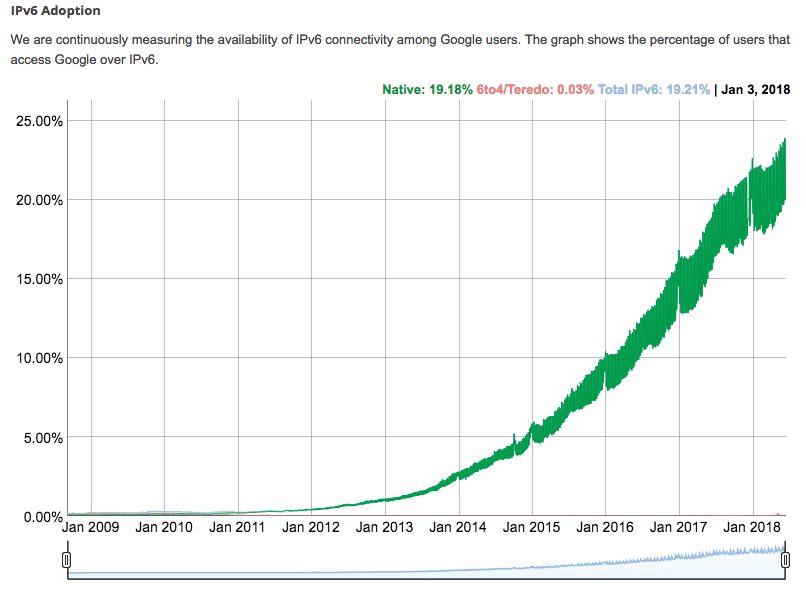 IPv6 Adoption
We are continuously measuring the availability of IPv6 connectivity among Google users. The graph shows the percentage of users that
access Google over IPv6.
Native: 19.18% 6to4/Teredo: 0.03% Total IPv6: 19.21% | Jan 3, 2018
25.00%
20.00%
15.00%
10.00%
5.00%
0.00%
Jan 2009 Jan 2010 Jan 2011 Jan 2012 Jan 2013 Jan 2014 Jan 2015 Jan 2016 Jan 2017 Jan 2018